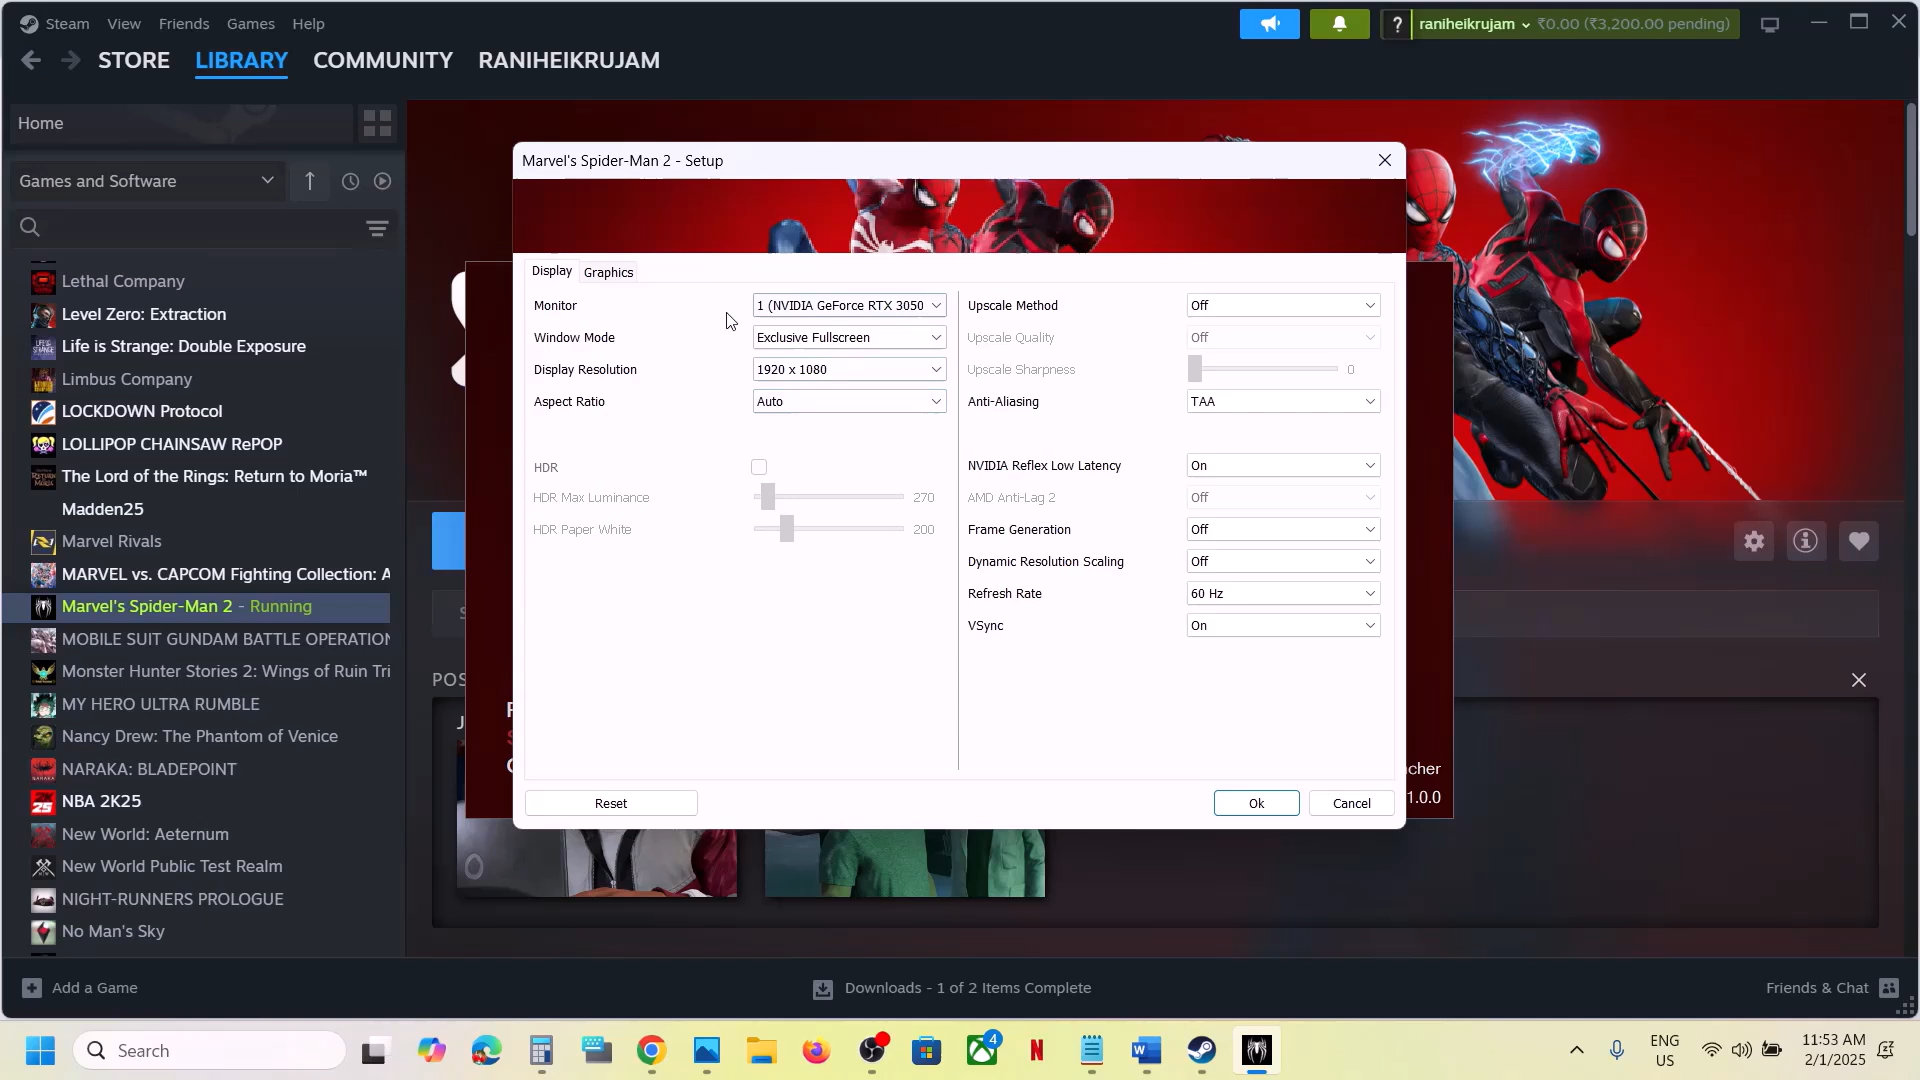 Steam View Friends Games Help
? raniheikrujam ₹0.00 (₹3,200.00 pending)
STORE LIBRARY COMMUNITY RANIHEIKRUJAM
Home
Games and Software
Lethal Company
Level Zero: Extraction
Life is Strange: Double Exposure
Limbus Company
LOCKDOWN Protocol
LOLLIPOP CHAINSAW RePOP
The Lord of the Rings: Return to Moria™
Madden25
Marvel Rivals
MARVEL vs. CAPCOM Fighting Collection: A
Marvel's Spider-Man 2 - Running
MOBILE SUIT GUNDAM BATTLE OPERATION
Monster Hunter Stories 2: Wings of Ruin Tri
MY HERO ULTRA RUMBLE
Nancy Drew: The Phantom of Venice
NARAKA: BLADEPOINT
25
NBA 2K25
New World: Aeternum
New World Public Test Realm
NIGHT-RUNNERS PROLOGUE
No Man's Sky
Marvel's Spider-Man 2 - Setup
Display Graphics
Monitor 1 (NVIDIA GeForce RTX 3050
Window Mode Exclusive Fullscreen
Display Resolution 1920 x 1080
Aspect Ratio Auto
HDR
HDR Max Luminance 270
HDR Paper White 200
Upscale Method Off
Upscale Quality Off
Upscale Sharpness 0
Anti-Aliasing TAA
NVIDIA Reflex Low Latency On
AMD Anti-Lag 2 Off
Frame Generation Off
Dynamic Resolution Scaling Off
Refresh Rate 60 Hz
VSync On
Reset Ok Cancel
POS
ncher
1.0.0
Add a Game
Downloads - 1 of 2 Items Complete
Friends & Chat
Search
4
N
W
ENG
US
11:53 AM
2/1/2025